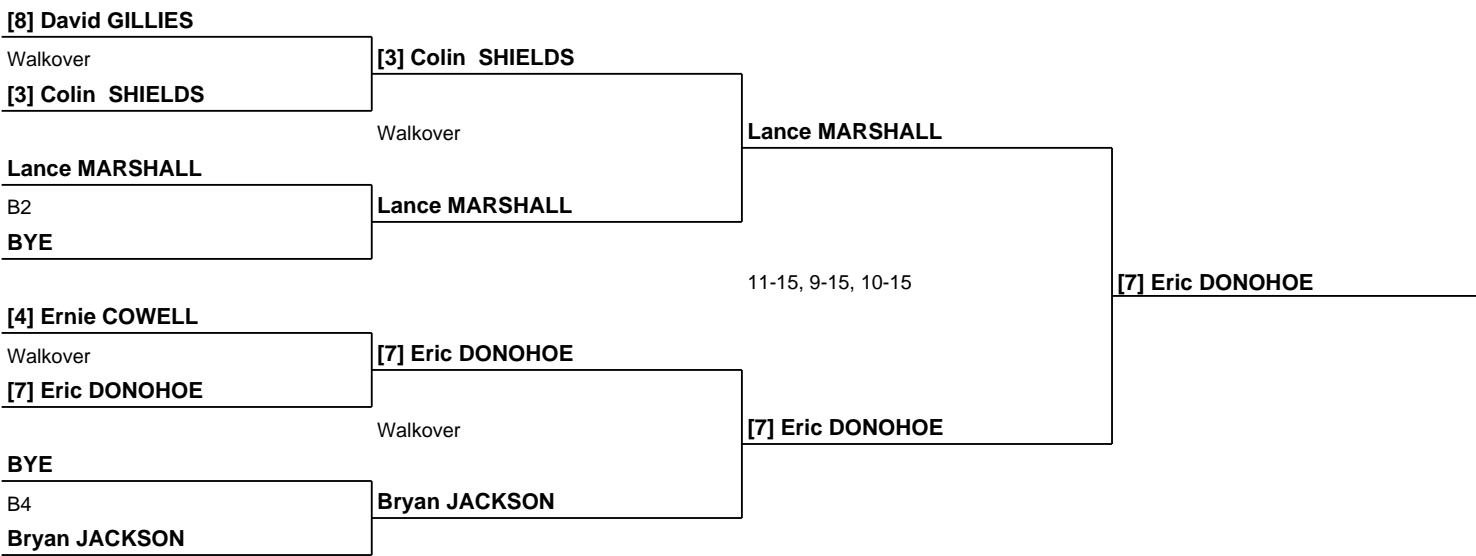 [8] David GILLIES
Walkover
[3] Colin  SHIELDS
[3] Colin  SHIELDS
Walkover
Lance MARSHALL
Lance MARSHALL
B2
Lance MARSHALL
BYE
11-15, 9-15, 10-15
[7] Eric DONOHOE
[4] Ernie COWELL
Walkover
[7] Eric DONOHOE
[7] Eric DONOHOE
Walkover
[7] Eric DONOHOE
BYE
B4
Bryan JACKSON
Bryan JACKSON